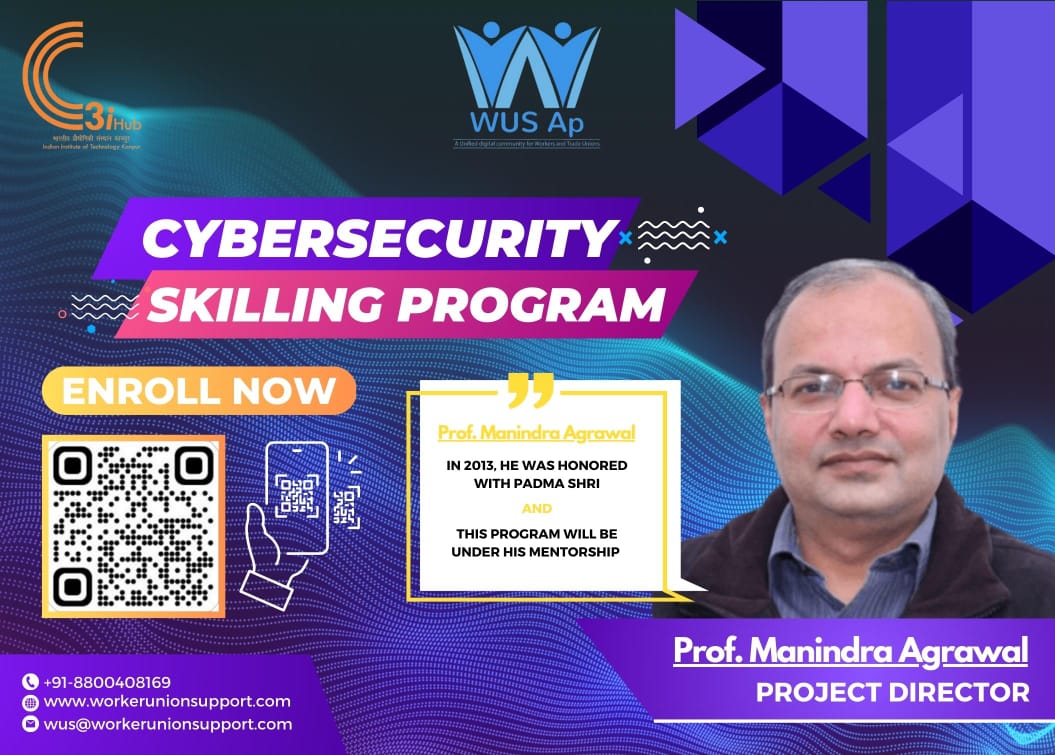 C3iHub
भारतीय प्रौद्योगिकी संस्थान कानपुर
Indian Institute of Technology Kanpur
WUS Ap
A Unified digital community for Workers and Trade Unions
CYBERSECURITY
SKILLING PROGRAM
ENROLL NOW
Prof. Manindra Agrawal
IN 2013, HE WAS HONORED
WITH PADMA SHRI
AND
THIS PROGRAM WILL BE
UNDER HIS MENTORSHIP
Prof. Manindra Agrawal
PROJECT DIRECTOR
+91-8800408169
www.workerunionsupport.com
wus@workerunionsupport.com